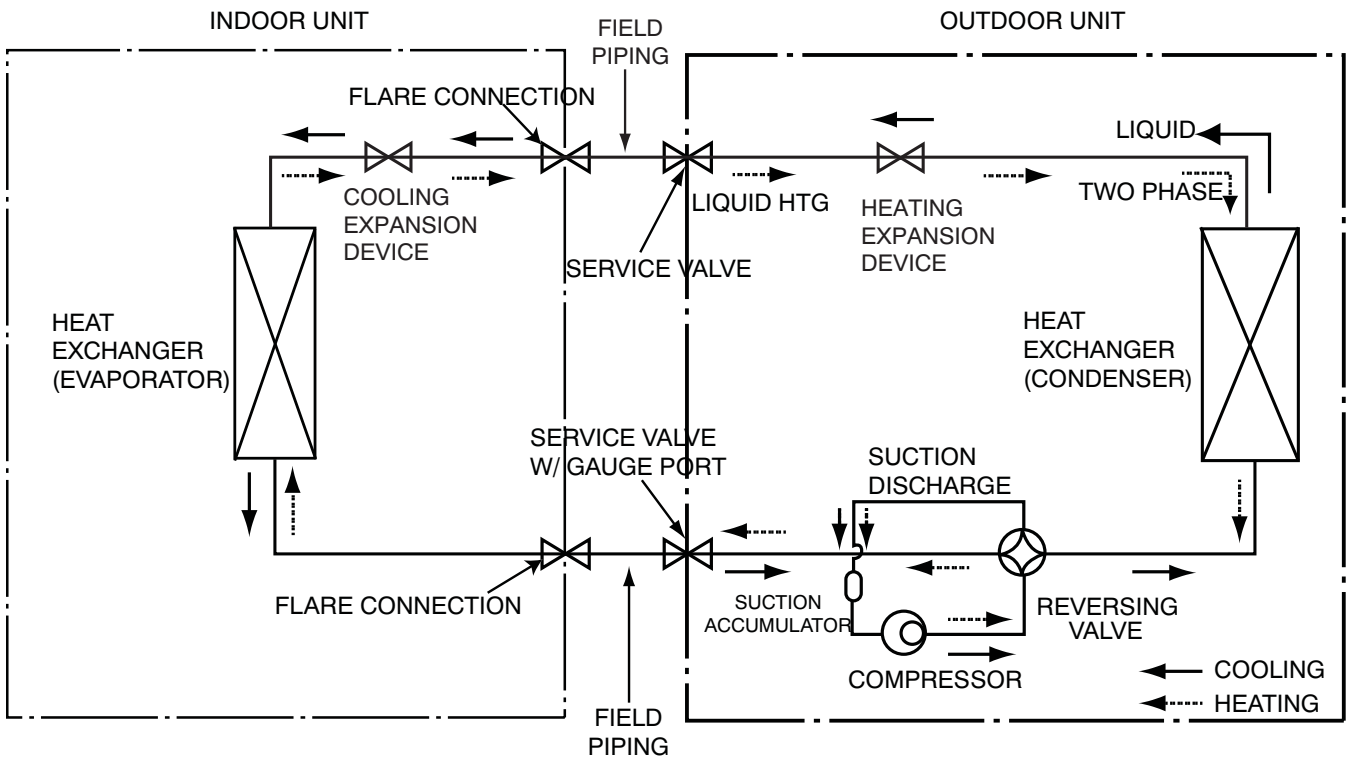 INDOOR UNIT
OUTDOOR UNIT
FIELD
PIPING
FLARE CONNECTION
LIQUID
COOLING
EXPANSION
DEVICE
LIQUID HTG
HEATING
EXPANSION
DEVICE
TWO PHASE
SERVICE VALVE
HEAT
EXCHANGER
(EVAPORATOR)
HEAT
EXCHANGER
(CONDENSER)
SERVICE VALVE
W/ GAUGE PORT
SUCTION
DISCHARGE
FLARE CONNECTION
SUCTION
ACCUMULATOR
REVERSING
VALVE
COMPRESSOR
COOLING
HEATING
FIELD
PIPING